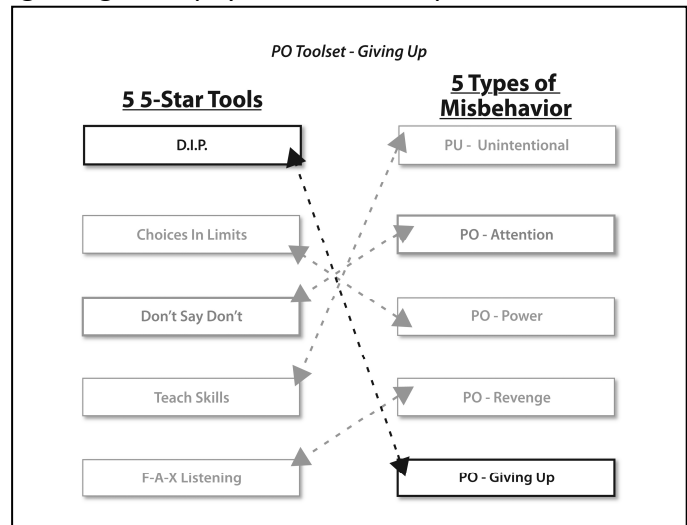 PO Toolset - Giving Up
5 5-Star Tools
5 Types of
Misbehavior
D.I.P.
PU - Unintentional
Choices In Limits
PO - Attention
Don't Say Don't
PO - Power
Teach Skills
PO - Revenge
F-A-X Listening
PO - Giving Up